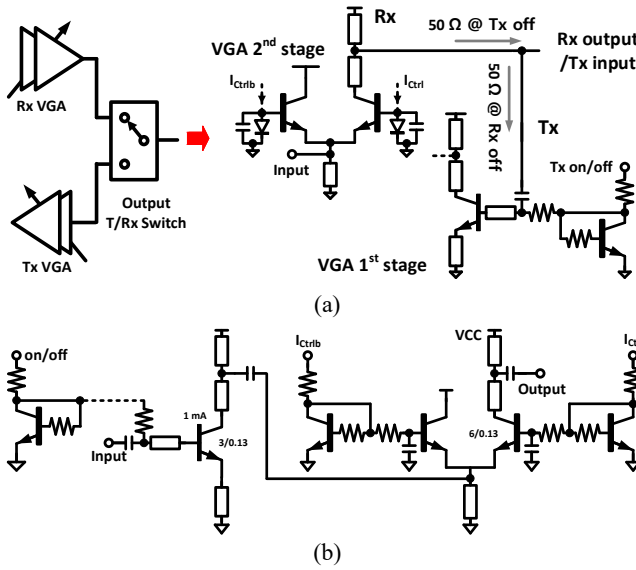 Rx VGA
Tx VGA
Output
T/Rx Switch
VGA 2nd stage
Rx
50 Ω @ Tx off
50 Ω @ Rx off
Rx output
/Tx input
ICtrlb
ICtrl
Input
Tx
Tx on/off
VGA 1st stage
(a)
on/off
Input
1 mA
3/0.13
ICtrlb
VCC
Output
6/0.13
(b)